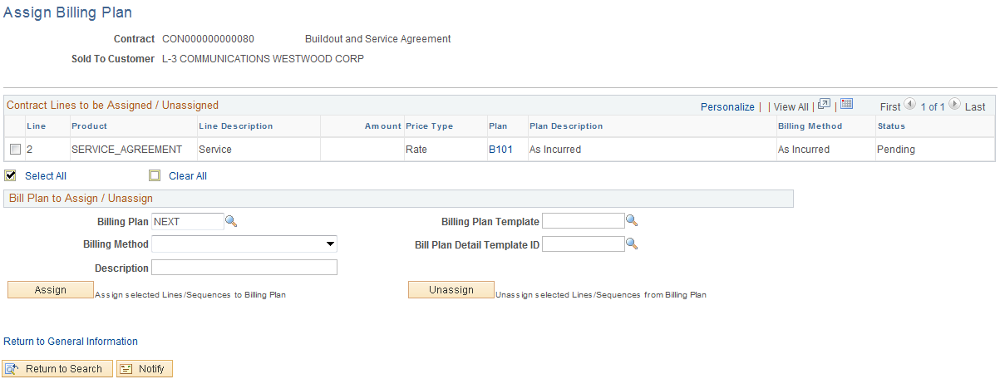 Assign Billing Plan
Contract CON000000000080 Buildout and Service Agreement
Sold To Customer L-3 COMMUNICATIONS WESTWOOD CORP
Contract Lines to be Assigned / Unassigned Personalize | | View All | | First 1 of 1 Last
Line Product Line Description Amount Price Type Plan Plan Description Billing Method Status
2 SERVICE_AGREEMENT Service Rate B101 As Incurred As Incurred Pending
Select All Clear All
Bill Plan to Assign / Unassign
Billing Plan NEXT Billing Plan Template
Billing Method Bill Plan Detail Template ID
Description
Assign Assign selected Lines/Sequences to Billing Plan Unassign Unassign selected Lines/Sequences from Billing Plan
Return to General Information
Return to Search Notify